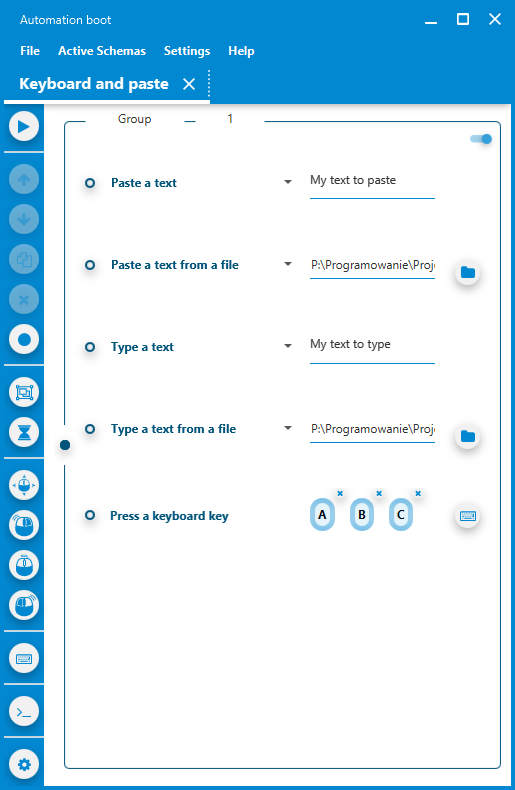 Automation boot
File Active Schemas Settings Help
Keyboard and paste
Group 1
Paste a text My text to paste
Paste a text from a file P:\Programowanie\Proj
Type a text My text to type
Type a text from a file P:\Programowanie\Proj
Press a keyboard key A B C